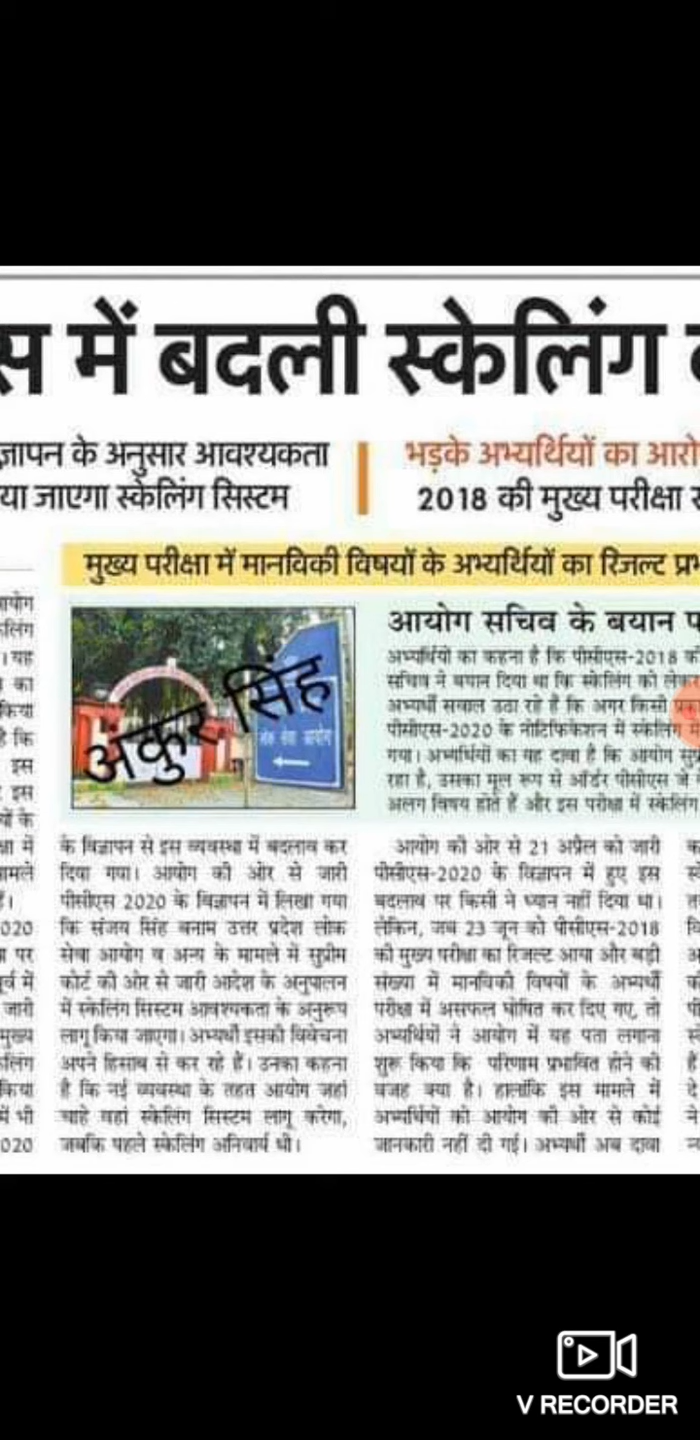 में बदली स्केलिंग
के अनुसार आवश्यकता
जाएगा स्केलिंग सिस्टम
भड़के अभ्यर्थियों का
2018 की मुख्य परीक्षा
मुख्य परीक्षा में मानविकी विषयों के अभ्यर्थियों का रिजल्ट
अंकुर सिंह
लोक सेवा आयोग
आयोग सचिव के बयान
अभ्यर्थियों का कहना है कि पीसीएस-2018 की
सचिव ने बयान दिया था कि स्केलिंग को लेकर
अभ्यर्थी सवाल उठा रहे हैं कि अगर किसी
पीसीएस-2020 के नोटिफिकेशन में स्केलिंग
गया। अभ्यर्थियों का यह दावा है कि आयोग
रहा है, उसका मूल रूप से ऑर्डर पीसीएस जे
अलग विषय होते हैं और इस परीक्षा में स्केलिंग
। यह
का
है कि
इस
इस
के
में
पर
में
जारी
भी
के विज्ञापन से इस व्यवस्था में बदलाव कर
दिया गया। आयोग की ओर से जारी
पीसीएस 2020 के विज्ञापन में लिखा गया
कि संजय सिंह बनाम उत्तर प्रदेश लोक
सेवा आयोग व अन्य के मामले में सुप्रीम
कोर्ट की ओर से जारी आदेश के अनुपालन
में स्केलिंग सिस्टम आवश्यकता के अनुरूप
लागू किया जाएगा। अभ्यर्थी इसकी विवेचना
अपने हिसाब से कर रहे हैं। उनका कहना
है कि नई व्यवस्था के तहत आयोग जहां
चाहे वहां स्केलिंग सिस्टम लागू करेगा,
जबकि पहले स्केलिंग अनिवार्य थी।
आयोग की ओर से 21 अप्रैल को जारी
पीसीएस-2020 के विज्ञापन में हुए इस
बदलाव पर किसी ने ध्यान नहीं दिया था।
लेकिन, जब 23 जून को पीसीएस-2018
की मुख्य परीक्षा का रिजल्ट आया और बड़ी
संख्या में मानविकी विषयों के अभ्यर्थी
परीक्षा में असफल घोषित कर दिए गए, तो
अभ्यर्थियों ने आयोग में यह पता लगाना
शुरू किया कि परिणाम प्रभावित होने की
वजह क्या है। हालांकि इस मामले में
अभ्यर्थियों को आयोग की ओर से कोई
जानकारी नहीं दी गई। अभ्यर्थी अब दावा
V RECORDER